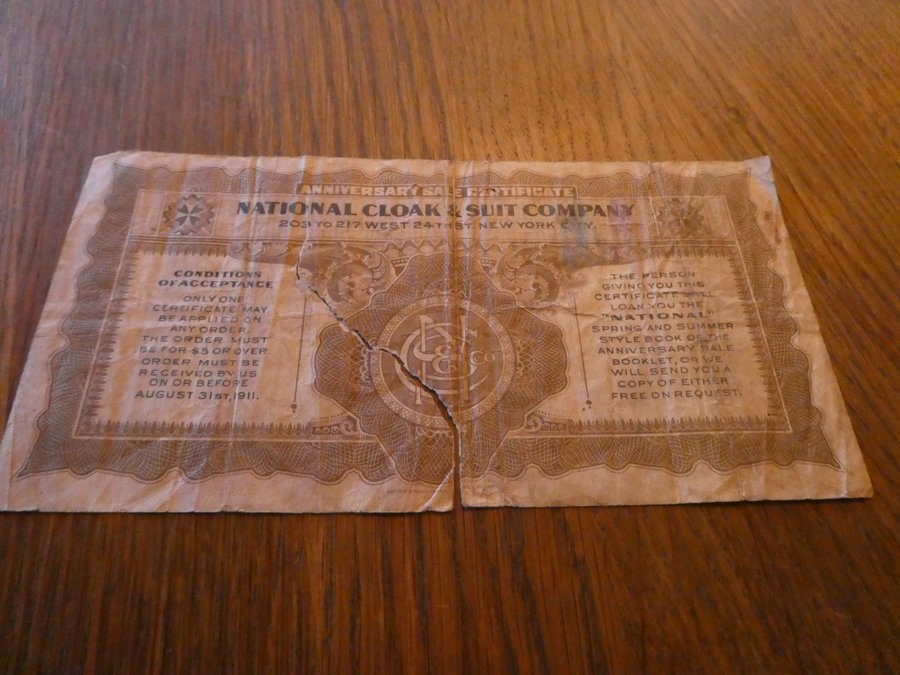 ANNIVERSARY SALE CERTIFICATE
NATIONAL CLOAK & SUIT COMPANY
203 TO 217 WEST 24TH ST NEW YORK CITY.
CONDITIONS
OF ACCEPTANCE
ONLY ONE
CERTIFICATE MAY
BE APPLIED ON
ANY ORDER.
THE ORDER MUST
BE FOR $5 OR OVER.
ORDER MUST BE
RECEIVED BY US
ON OR BEFORE
AUGUST 31ST, 1911.
THE PERSON
GIVING YOU THIS
CERTIFICATE WILL
LOAN YOU THE
"NATIONAL"
SPRING AND SUMMER
STYLE BOOK OR THE
ANNIVERSARY SALE
BOOKLET, OR WE
WILL SEND YOU A
COPY OF EITHER
FREE ON REQUEST.